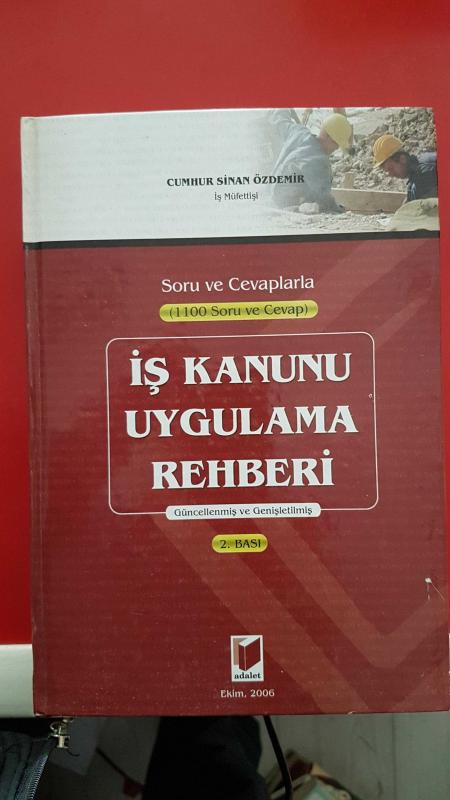 CUMHUR SİNAN ÖZDEMİR
İş Müfettişi
Soru ve Cevaplarla
(1100 Soru ve Cevap)
İŞ KANUNU
UYGULAMA
REHBERİ
Güncellenmiş ve Genişletilmiş
2. BASI
adalet
Ekim, 2006